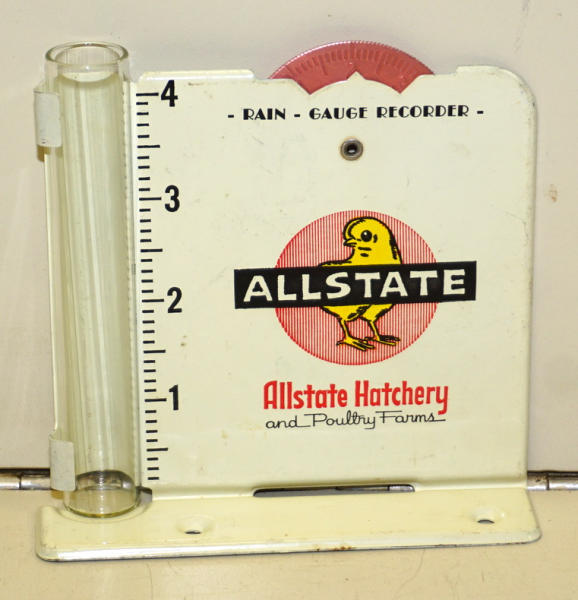 - RAIN - GAUGE RECORDER -
4
3
2
1
ALLSTATE
Allstate Hatchery
and Poultry Farms